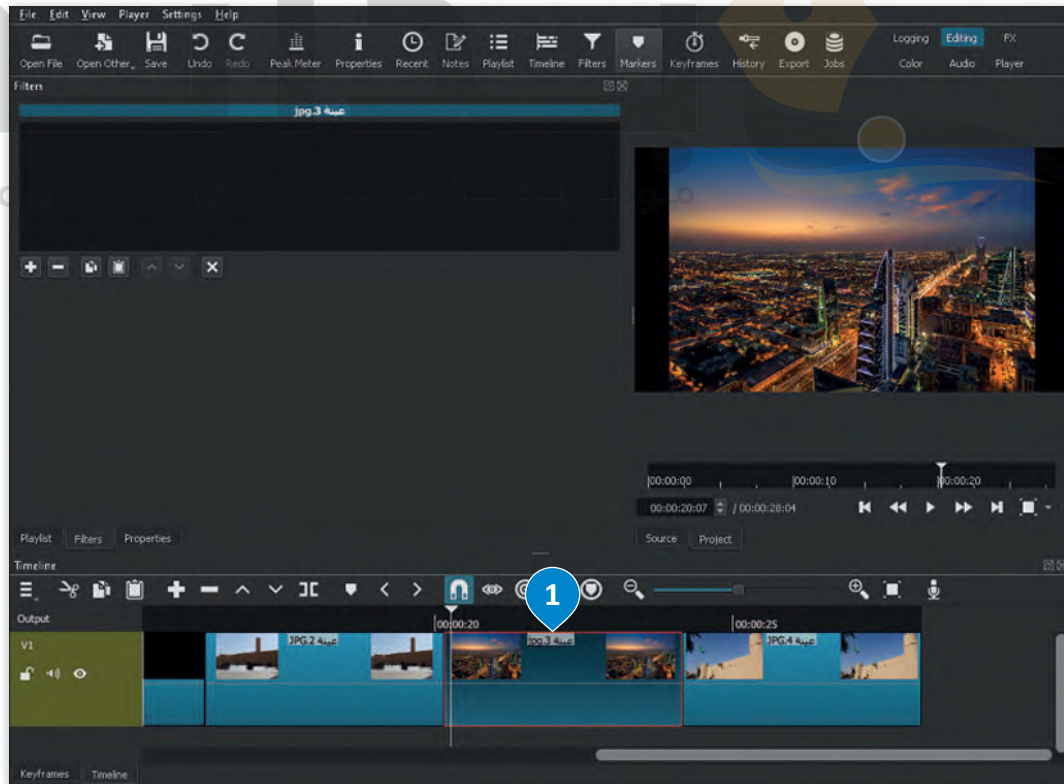 File Edit View Player Settings Help
Open File Open Other... Save Undo Redo Peak Meter Properties Recent Notes Playlist Timeline Filters Markers Keyframes History Export Jobs
Logging Editing FX
Color Audio Player
Filters
عينة 3.jpg
موقع بداية التعليمي
|00:00:00 |00:00:10 |00:00:20
00:00:20:07 / 00:00:28:04
Playlist Filters Properties
Source Project
Timeline
1
Output
|00:00:20 |00:00:25
V1
عينة 2.JPG عينة 3.jpg عينة 4.JPG
Keyframes Timeline